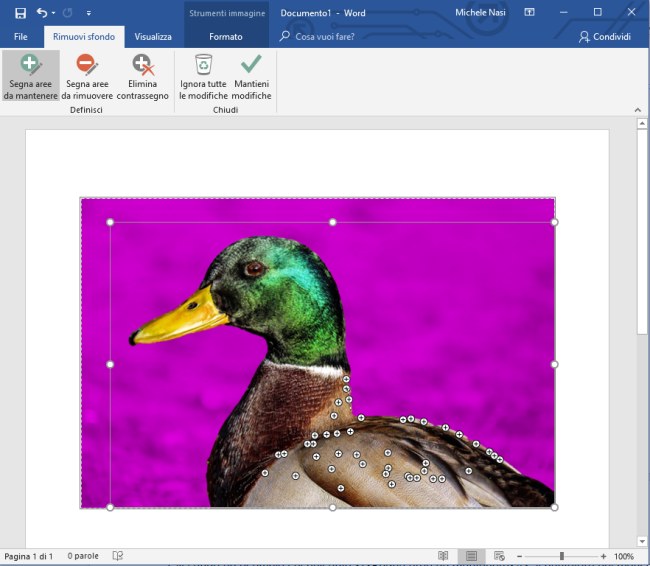 Strumenti immagine
Documento1 - Word
Michele Nasi
File
Rimuovi sfondo
Visualizza
Formato
Cosa vuoi fare?
Condividi
Segna aree
da mantenere
Segna aree
da rimuovere
Elimina
contrassegno
Ignora tutte
le modifiche
Mantieni
modifiche
Definisci
Chiudi
Pagina 1 di 1
0 parole
100%